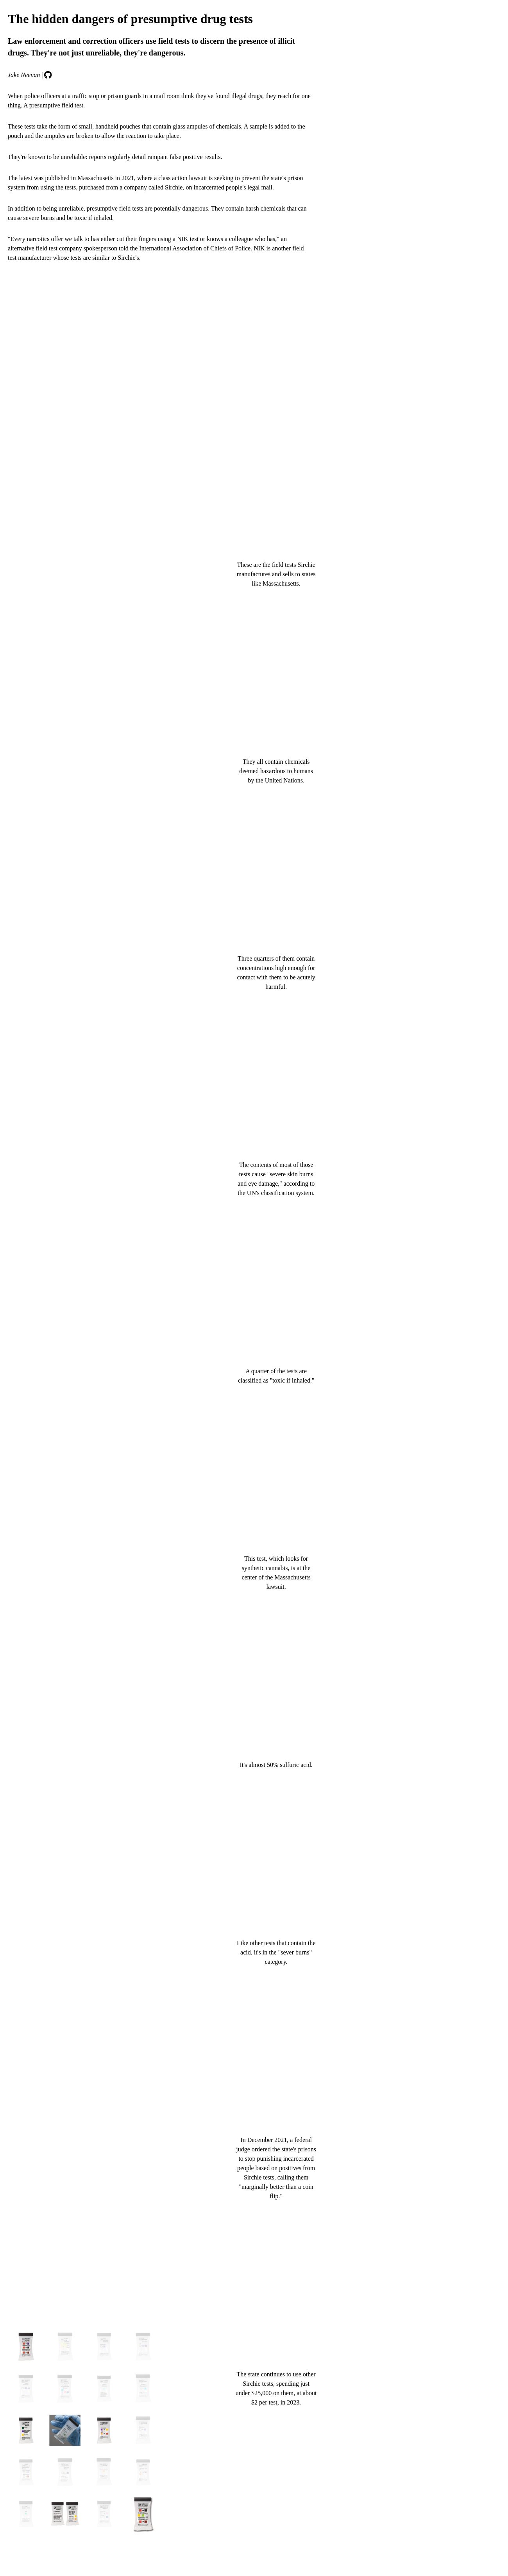 The hidden dangers of presumptive drug tests
Law enforcement and correction officers use field tests to discern the presence of illicit
drugs. They're not just unreliable, they're dangerous.
Jake Neenan |
When police officers at a traffic stop or prison guards in a mail room think they've found illegal drugs, they reach for one
thing. A presumptive field test.
These tests take the form of small, handheld pouches that contain glass ampules of chemicals. A sample is added to the
pouch and the ampules are broken to allow the reaction to take place.
They're known to be unreliable: reports regularly detail rampant false positive results.
The latest was published in Massachusetts in 2021, where a class action lawsuit is seeking to prevent the state's prison
system from using the tests, purchased from a company called Sirchie, on incarcerated people's legal mail.
In addition to being unreliable, presumptive field tests are potentially dangerous. They contain harsh chemicals that can
cause severe burns and be toxic if inhaled.
"Every narcotics offer we talk to has either cut their fingers using a NIK test or knows a colleague who has," an
alternative field test company spokesperson told the International Association of Chiefs of Police. NIK is another field
test manufacturer whose tests are similar to Sirchie's.
These are the field tests Sirchie
manufactures and sells to states
like Massachusetts.
They all contain chemicals
deemed hazardous to humans
by the United Nations.
Three quarters of them contain
concentrations high enough for
contact with them to be acutely
harmful.
The contents of most of those
tests cause "severe skin burns
and eye damage," according to
the UN's classification system.
A quarter of the tests are
classified as "toxic if inhaled."
This test, which looks for
synthetic cannabis, is at the
center of the Massachusetts
lawsuit.
It's almost 50% sulfuric acid.
Like other tests that contain the
acid, it's in the "sever burns"
category.
In December 2021, a federal
judge ordered the state's prisons
to stop punishing incarcerated
people based on positives from
Sirchie tests, calling them
"marginally better than a coin
flip."
The state continues to use other
Sirchie tests, spending just
under $25,000 on them, at about
$2 per test, in 2023.